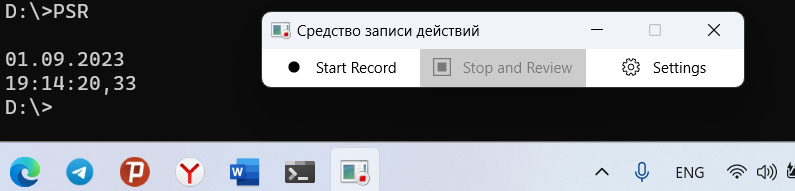 D:\>PSR
01.09.2023
19:14:20,33
D:\>
Средство записи действий
Start Record
Stop and Review
Settings
ENG